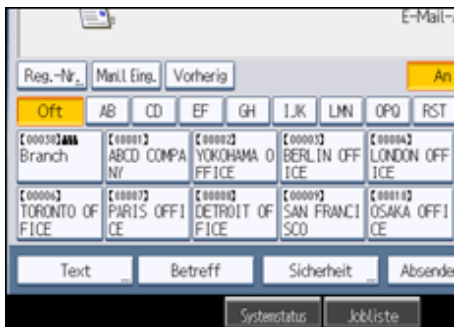 E-Mail-
Reg.-Nr. Man.l Eing. Vorherig An
Oft AB CD EF GH IJK LMN OPQ RST
[00030] [00001] [00002] [00003] [00004]
Branch ABCD COMPA YOKOHAMA O BERLIN OFF LONDON OFF
NY FFICE ICE ICE
[00006] [00007] [00008] [00009] [00010]
TORONTO OF PARIS OFFI DETROIT OF SAN FRANCI OSAKA OFFI
FICE CE FICE SCO CE
Text Betreff Sicherheit Absende
Systemstatus Jobliste